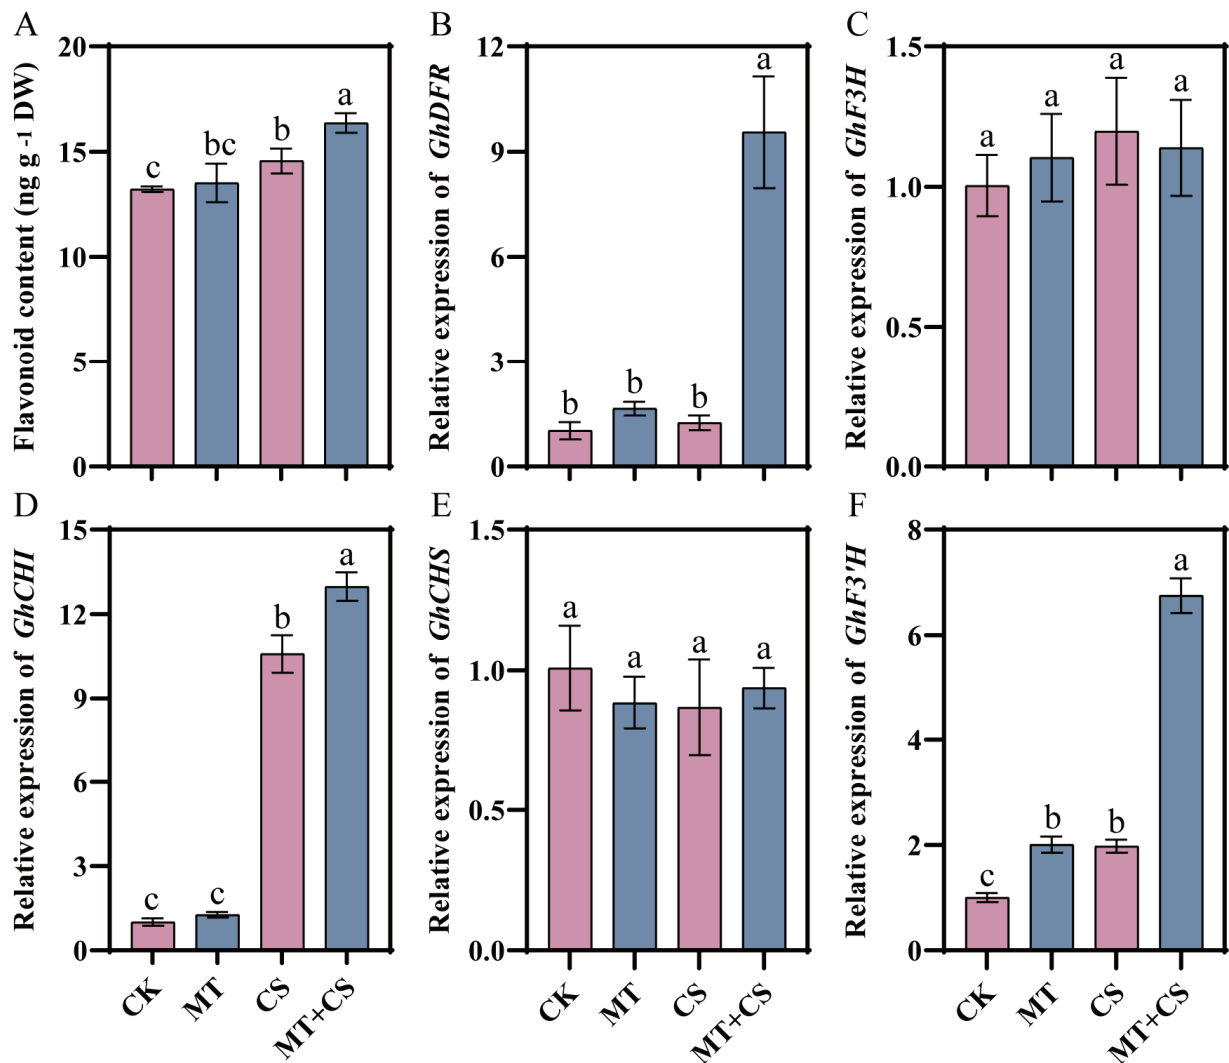 A
Flavonoid content (ng g -1 DW)
20
15
10
5
0
c
bc
b
a
B
Relative expression of GhDFR
12
9
6
3
0
b
b
b
a
C
Relative expression of GhF3H
1.5
1.0
0.5
0.0
a
a
a
a
D
Relative expression of GhCHI
15
12
9
6
3
0
c
c
b
a
CK
MT
CS
MT+CS
E
Relative expression of GhCHS
1.5
1.0
0.5
0.0
a
a
a
a
CK
MT
CS
MT+CS
F
Relative expression of GhF3'H
8
6
4
2
0
c
b
b
a
CK
MT
CS
MT+CS